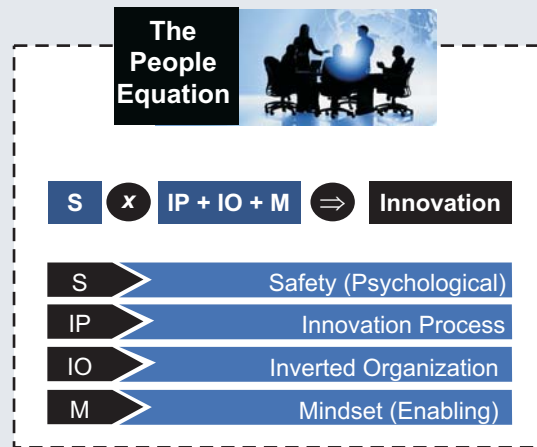 The
People
Equation
S x IP + IO + M ⇒ Innovation
S Safety (Psychological)
IP Innovation Process
IO Inverted Organization
M Mindset (Enabling)